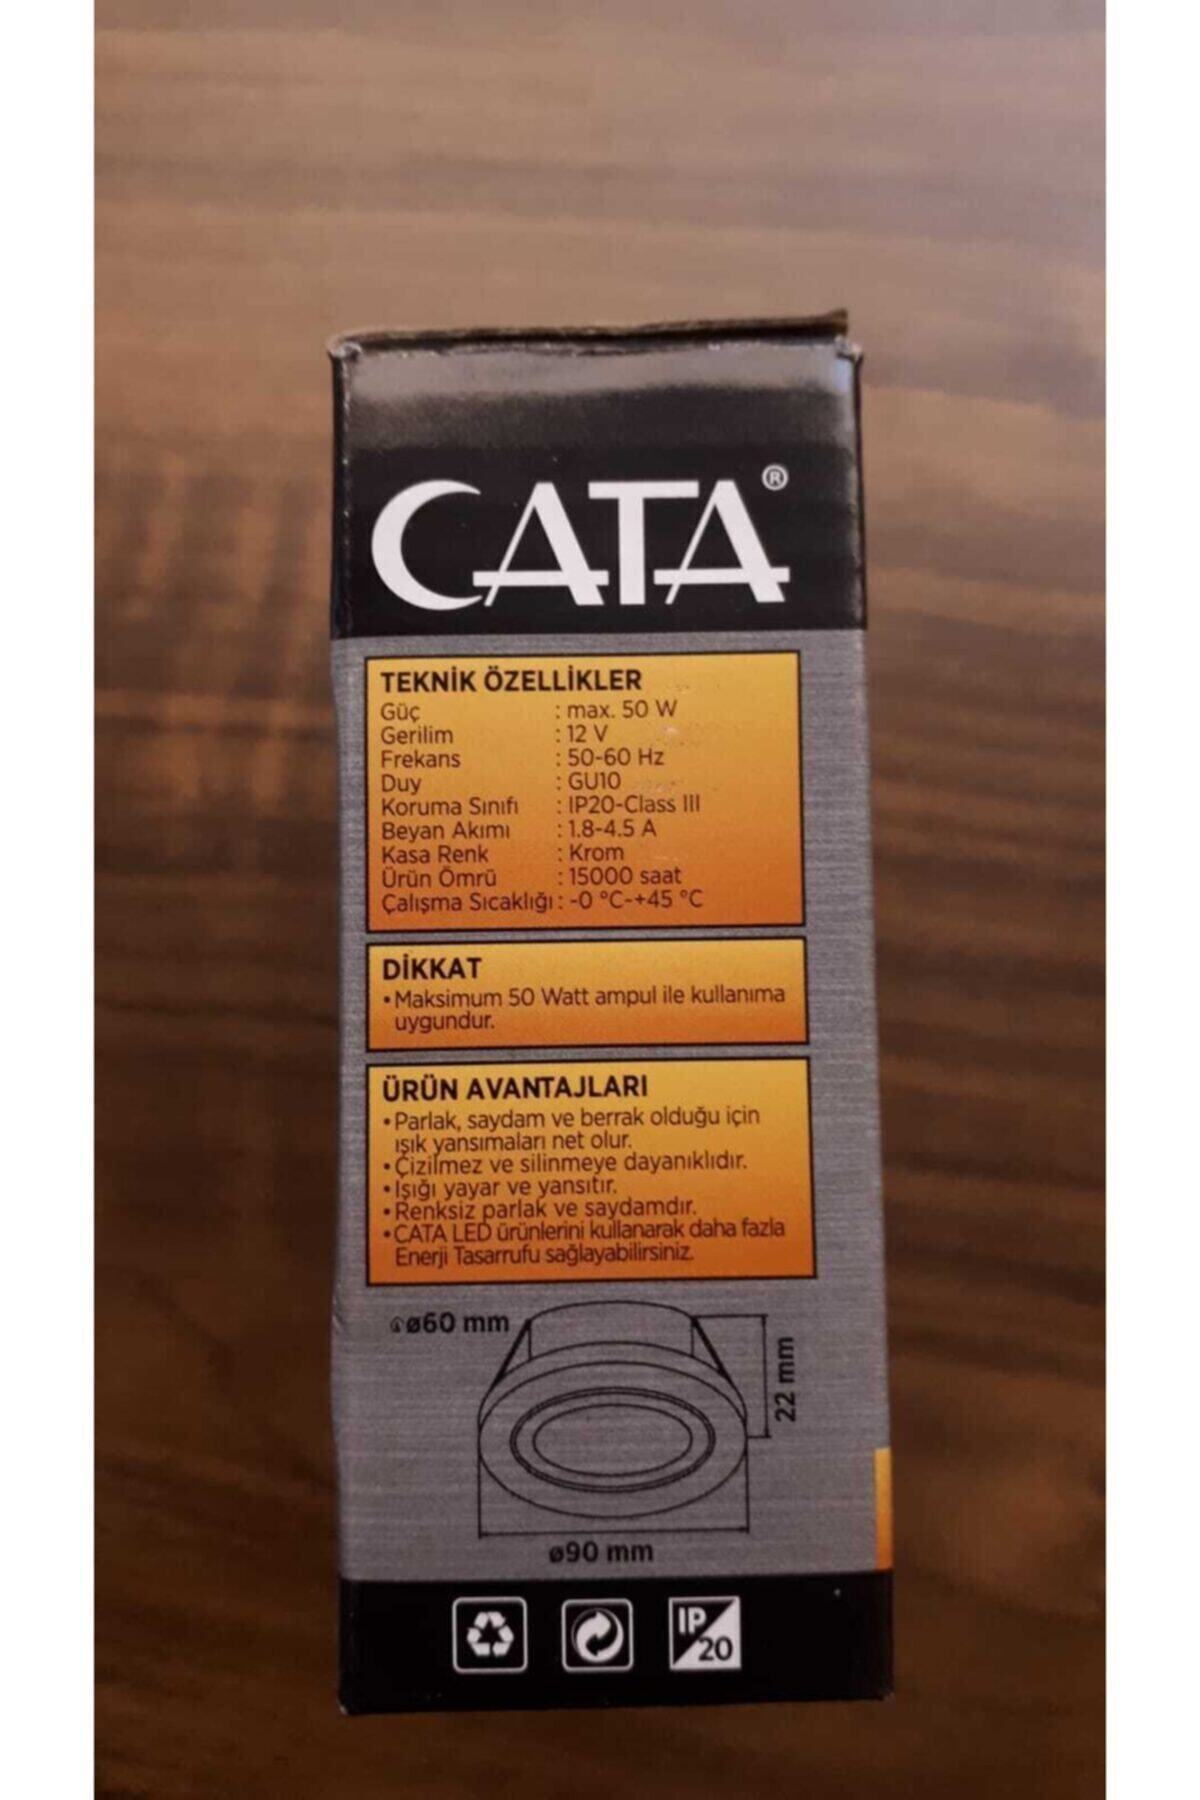 CATA®
TEKNİK ÖZELLİKLER
Güç : max. 50 W
Gerilim : 12 V
Frekans : 50-60 Hz
Duy : GU10
Koruma Sınıfı : IP20-Class III
Beyan Akımı : 1.8-4.5 A
Kasa Renk : Krom
Ürün Ömrü : 15000 saat
Çalışma Sıcaklığı : -0 °C-+45 °C
DİKKAT
• Maksimum 50 Watt ampul ile kullanıma
uygundur.
ÜRÜN AVANTAJLARI
• Parlak, saydam ve berrak olduğu için
ışık yansımaları net olur.
• Çizilmez ve silinmeye dayanıklıdır.
• Işığı yayar ve yansıtır.
• Renksiz parlak ve saydamdır.
• CATA LED ürünlerini kullanarak daha fazla
Enerji Tasarrufu sağlayabilirsiniz.
ø60 mm
22 mm
ø90 mm
IP
20